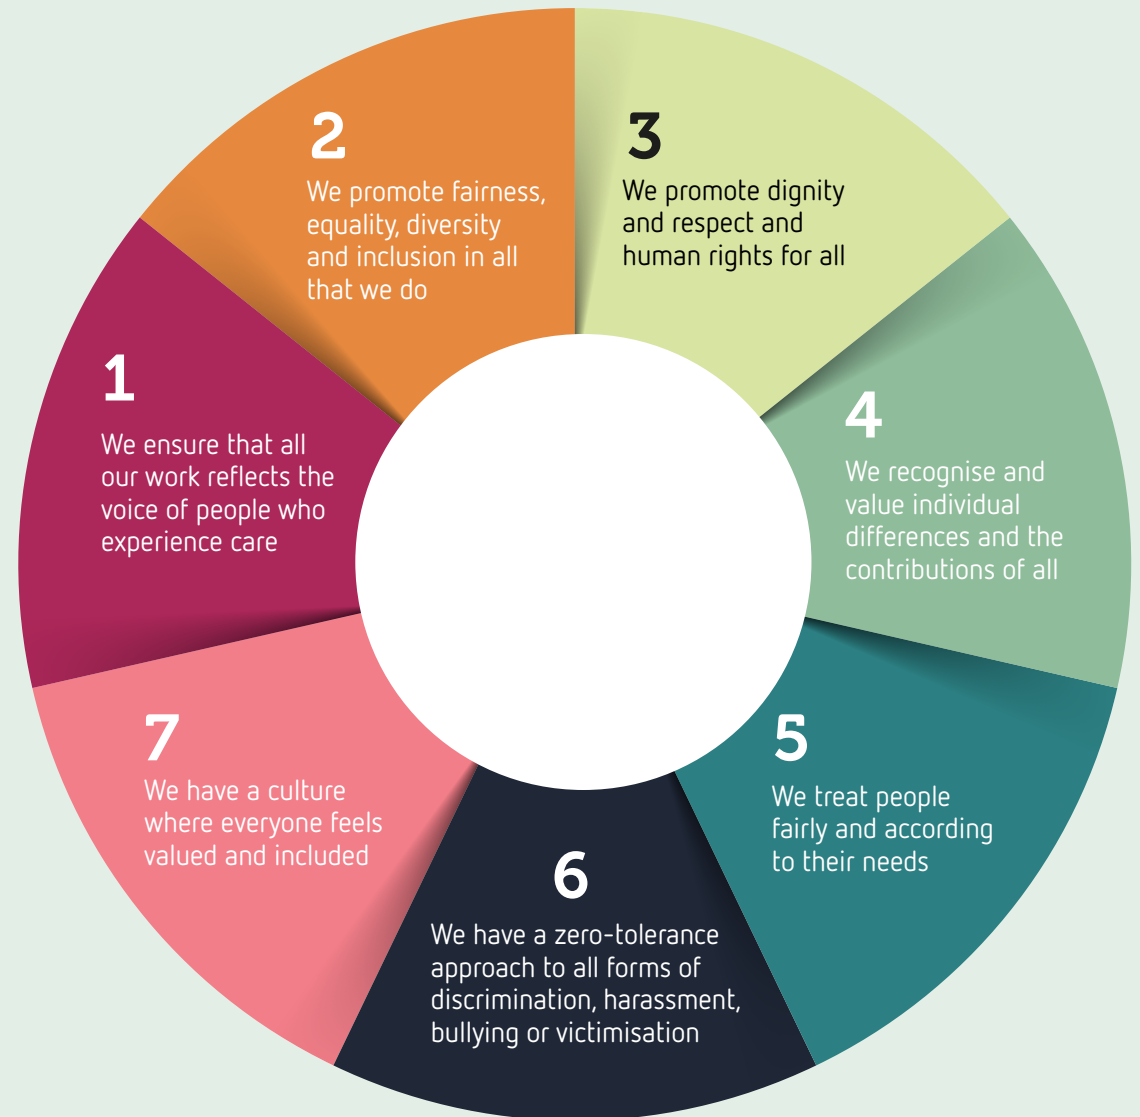 1
We ensure that all
our work reflects the
voice of people who
experience care
2
We promote fairness,
equality, diversity
and inclusion in all
that we do
3
We promote dignity
and respect and
human rights for all
4
We recognise and
value individual
differences and the
contributions of all
5
We treat people
fairly and according
to their needs
6
We have a zero-tolerance
approach to all forms of
discrimination, harassment,
bullying or victimisation
7
We have a culture
where everyone feels
valued and included